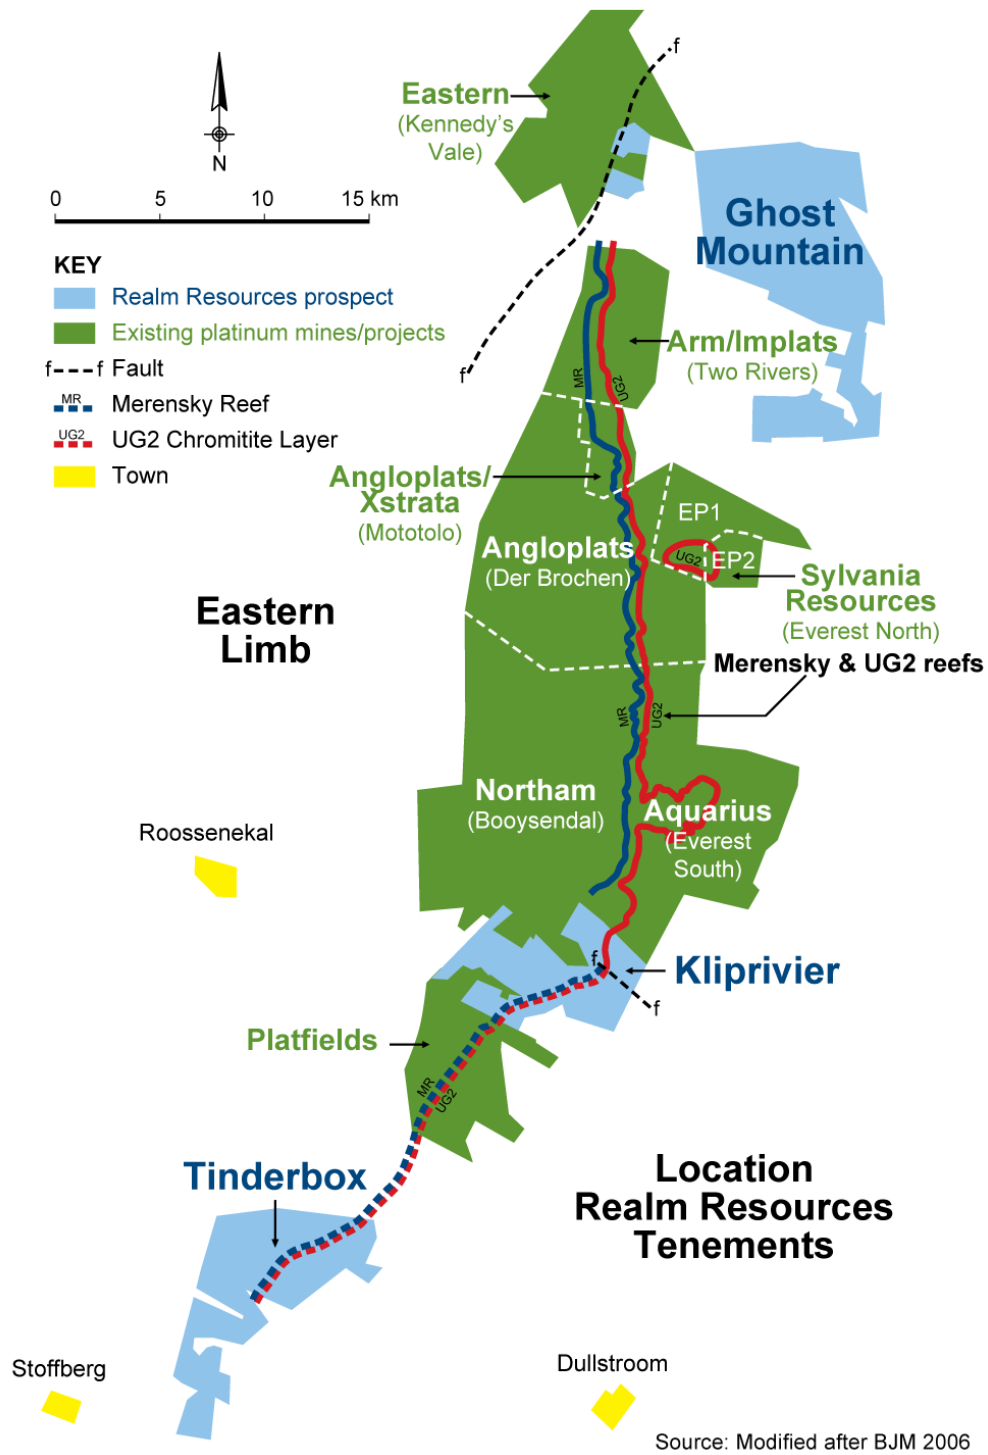 f
Eastern
(Kennedy's
Vale)
N
0 5 10 15 km
Ghost
Mountain
KEY
Realm Resources prospect
Existing platinum mines/projects
f f Fault
MR Merensky Reef
UG2 UG2 Chromitite Layer
Town
f
Arm/Implats
(Two Rivers)
MR
UG2
Angloplats/
Xstrata
(Mototolo)
EP1
Angloplats
(Der Brochen)
UG2
EP2
Sylvania
Resources
(Everest North)
Eastern
Limb
Merensky & UG2 reefs
MR
UG2
Northam
(Booysendal)
Aquarius
(Everest
South)
Roossenekal
f
Kliprivier
f
Platfields
MR
UG2
Tinderbox
Location
Realm Resources
Tenements
Stoffberg
Dullstroom
Source: Modified after BJM 2006